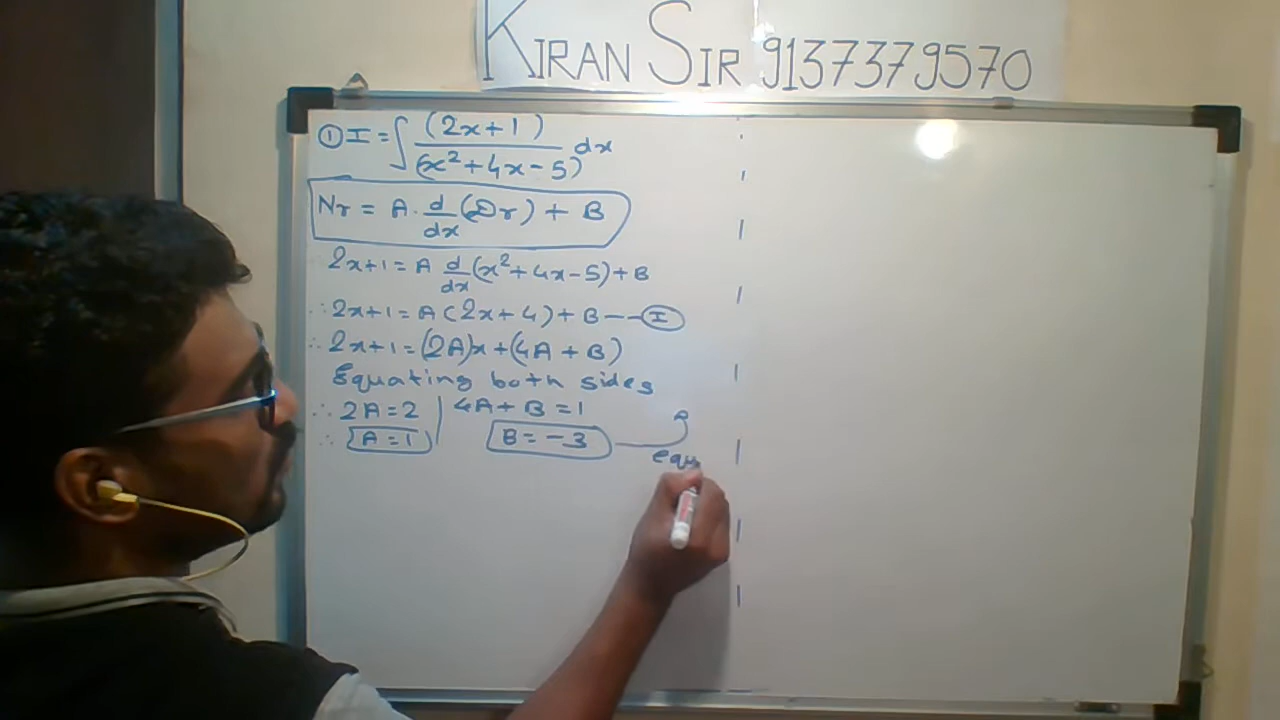 KIRAN SIR 9137379570
① I = ∫ (2x+1)/(x²+4x-5) dx
Nr = A. d/dx (Dr) + B
2x+1 = A d/dx (x²+4x-5)+B
∴ 2x+1 = A(2x+4)+B -- I
∴ 2x+1 = (2A)x+(4A+B)
Equating both sides
∴ 2A=2 | 4A+B=1
∴ A=1 B=-3
equ